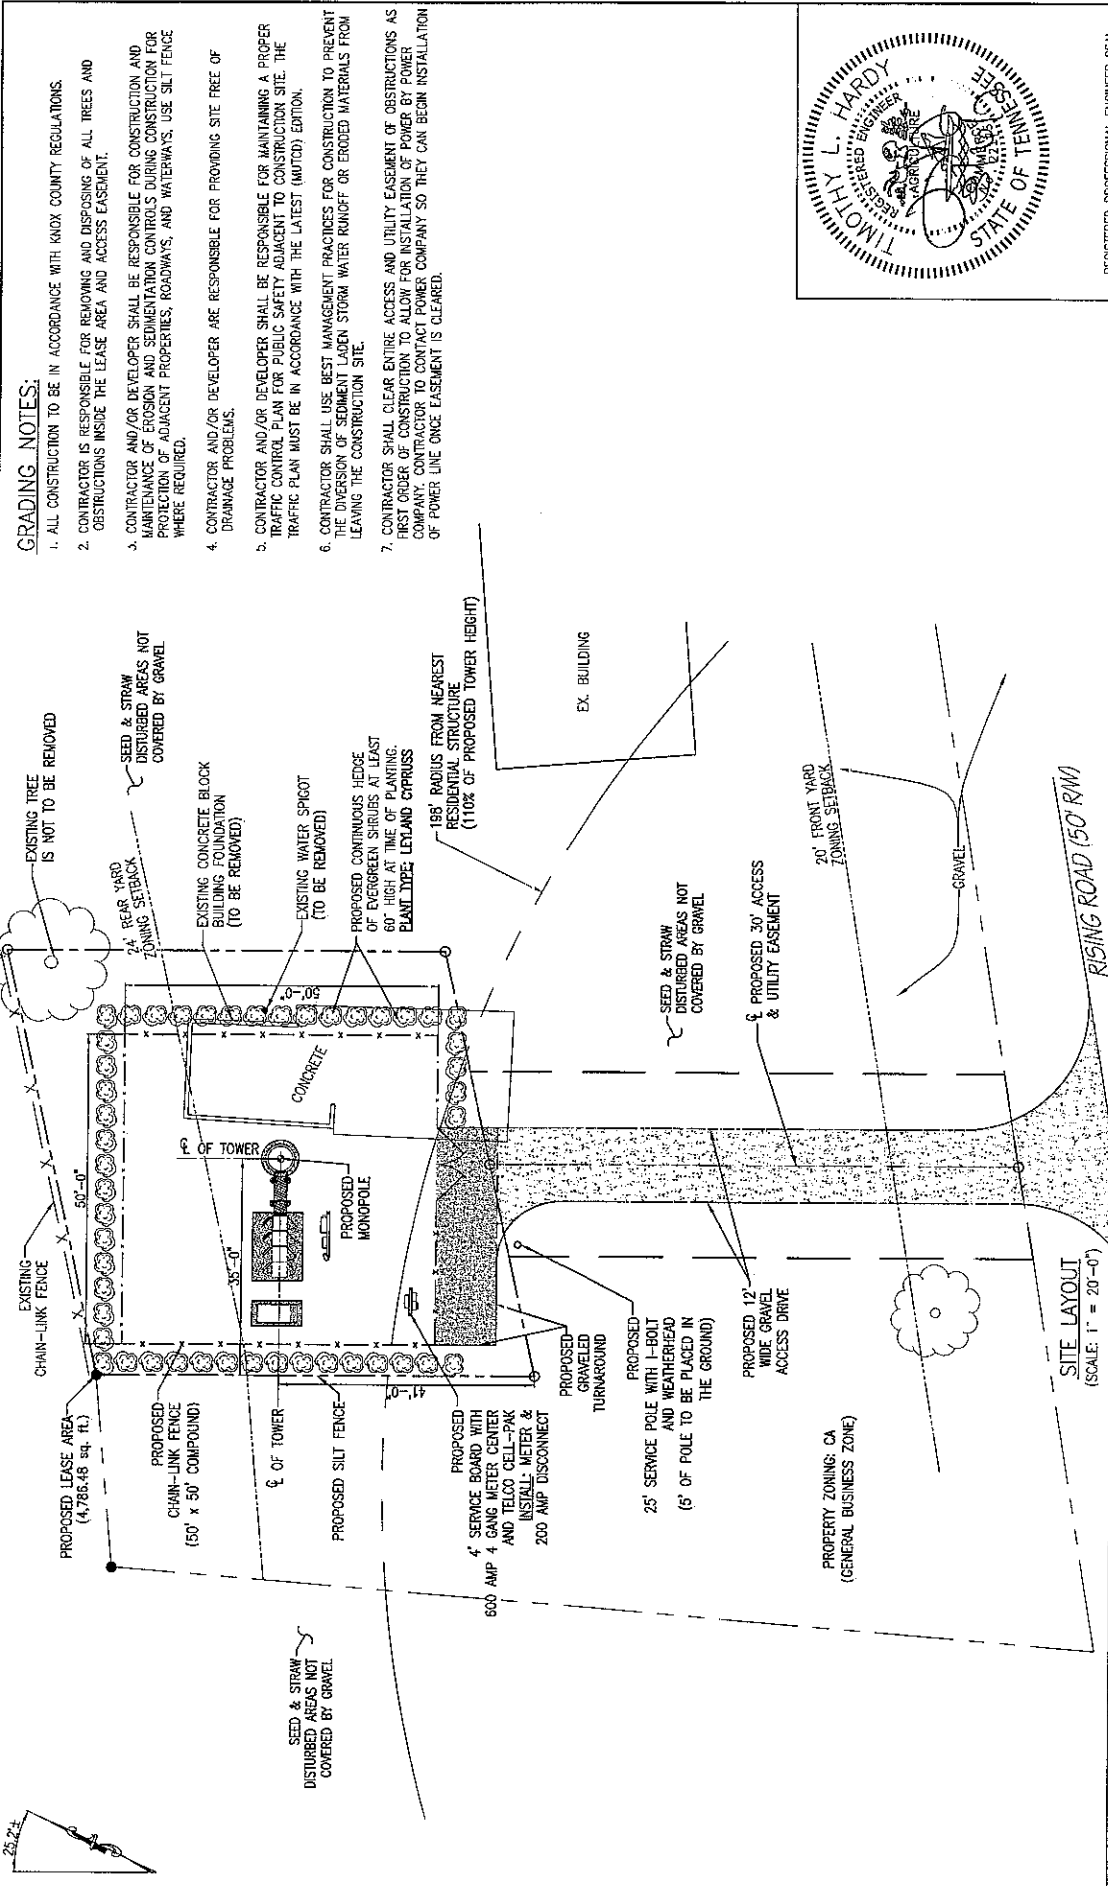 GRADING NOTES:
1. ALL CONSTRUCTION TO BE IN ACCORDANCE WITH KNOX COUNTY REGULATIONS.
2. CONTRACTOR IS RESPONSIBLE FOR REMOVING AND DISPOSING OF ALL TREES AND
OBSTRUCTIONS INSIDE THE LEASE AREA AND ACCESS EASEMENT.
3. CONTRACTOR AND/OR DEVELOPER SHALL BE RESPONSIBLE FOR CONSTRUCTION AND
MAINTENANCE OF EROSION AND SEDIMENTATION CONTROLS DURING CONSTRUCTION FOR
PROTECTION OF ADJACENT PROPERTIES, ROADWAYS, AND WATERWAYS. USE SILT FENCE
WHERE REQUIRED.
4. CONTRACTOR AND/OR DEVELOPER ARE RESPONSIBLE FOR PROVIDING SITE FREE OF
DRAINAGE PROBLEMS.
5. CONTRACTOR AND/OR DEVELOPER SHALL BE RESPONSIBLE FOR MAINTAINING A PROPER
TRAFFIC CONTROL PLAN FOR PUBLIC SAFETY ADJACENT TO CONSTRUCTION SITE. THE
TRAFFIC PLAN MUST BE IN ACCORDANCE WITH THE LATEST (MUTCD) EDITION.
6. CONTRACTOR SHALL USE BEST MANAGEMENT PRACTICES FOR CONSTRUCTION TO PREVENT
THE DIVERSION OF SEDIMENT LADEN STORM WATER RUNOFF OR ERODED MATERIALS FROM
LEAVING THE CONSTRUCTION SITE.
7. CONTRACTOR SHALL CLEAR ENTIRE ACCESS AND UTILITY EASEMENT OF OBSTRUCTIONS AS
FIRST ORDER OF CONSTRUCTION TO ALLOW FOR INSTALLATION OF POWER BY POWER
COMPANY. CONTRACTOR TO CONTACT POWER COMPANY SO THEY CAN BEGIN INSTALLATION
OF POWER LINE ONCE EASEMENT IS CLEARED.
TIMOTHY L. HARDY
REGISTERED ENGINEER
AGRICULTURE
COMMERCE
STATE OF TENNESSEE
REGISTERED PROFESSIONAL ENGINEER SEAL
25.2°±
PROPOSED LEASE AREA
(4,786.48 sq. ft.)
EXISTING
CHAIN-LINK FENCE
50'-0"
EXISTING TREE
IS NOT TO BE REMOVED
24' REAR YARD
ZONING SETBACK
SEED & STRAW
DISTURBED AREAS NOT
COVERED BY GRAVEL
PROPOSED
CHAIN-LINK FENCE
(50' x 50' COMPOUND)
EXISTING CONCRETE BLOCK
BUILDING FOUNDATION
(TO BE REMOVED)
℄ OF TOWER
℄ OF TOWER
35'-0"
CONCRETE
50'-0"
EXISTING WATER SPIGOT
(TO BE REMOVED)
PROPOSED SILT FENCE
PROPOSED
MONOPOLE
PROPOSED CONTINUOUS HEDGE
OF EVERGREEN SHRUBS AT LEAST
60" HIGH AT TIME OF PLANTING.
PLANT TYPE: LEYLAND CYPRUSS
41'-0"
SEED & STRAW
DISTURBED AREAS NOT
COVERED BY GRAVEL
PROPOSED
4' SERVICE BOARD WITH
600 AMP 4 GANG METER CENTER
AND TELCO CELL-PAK
INSTALL: METER &
200 AMP DISCONNECT
198' RADIUS FROM NEAREST
RESIDENTIAL STRUCTURE
(110% OF PROPOSED TOWER HEIGHT)
EX. BUILDING
PROPOSED
GRAVELED
TURNAROUND
PROPOSED
25' SERVICE POLE WITH I-BOLT
AND WEATHERHEAD
(5' OF POLE TO BE PLACED IN
THE GROUND)
SEED & STRAW
DISTURBED AREAS NOT
COVERED BY GRAVEL
℄ PROPOSED 30' ACCESS
& UTILITY EASEMENT
PROPOSED 12'
WIDE GRAVEL
ACCESS DRIVE
20' FRONT YARD
ZONING SETBACK
PROPERTY ZONING: CA
(GENERAL BUSINESS ZONE)
GRAVEL
RISING ROAD (50' R/W)
SITE LAYOUT
(SCALE: 1" = 20'-0")